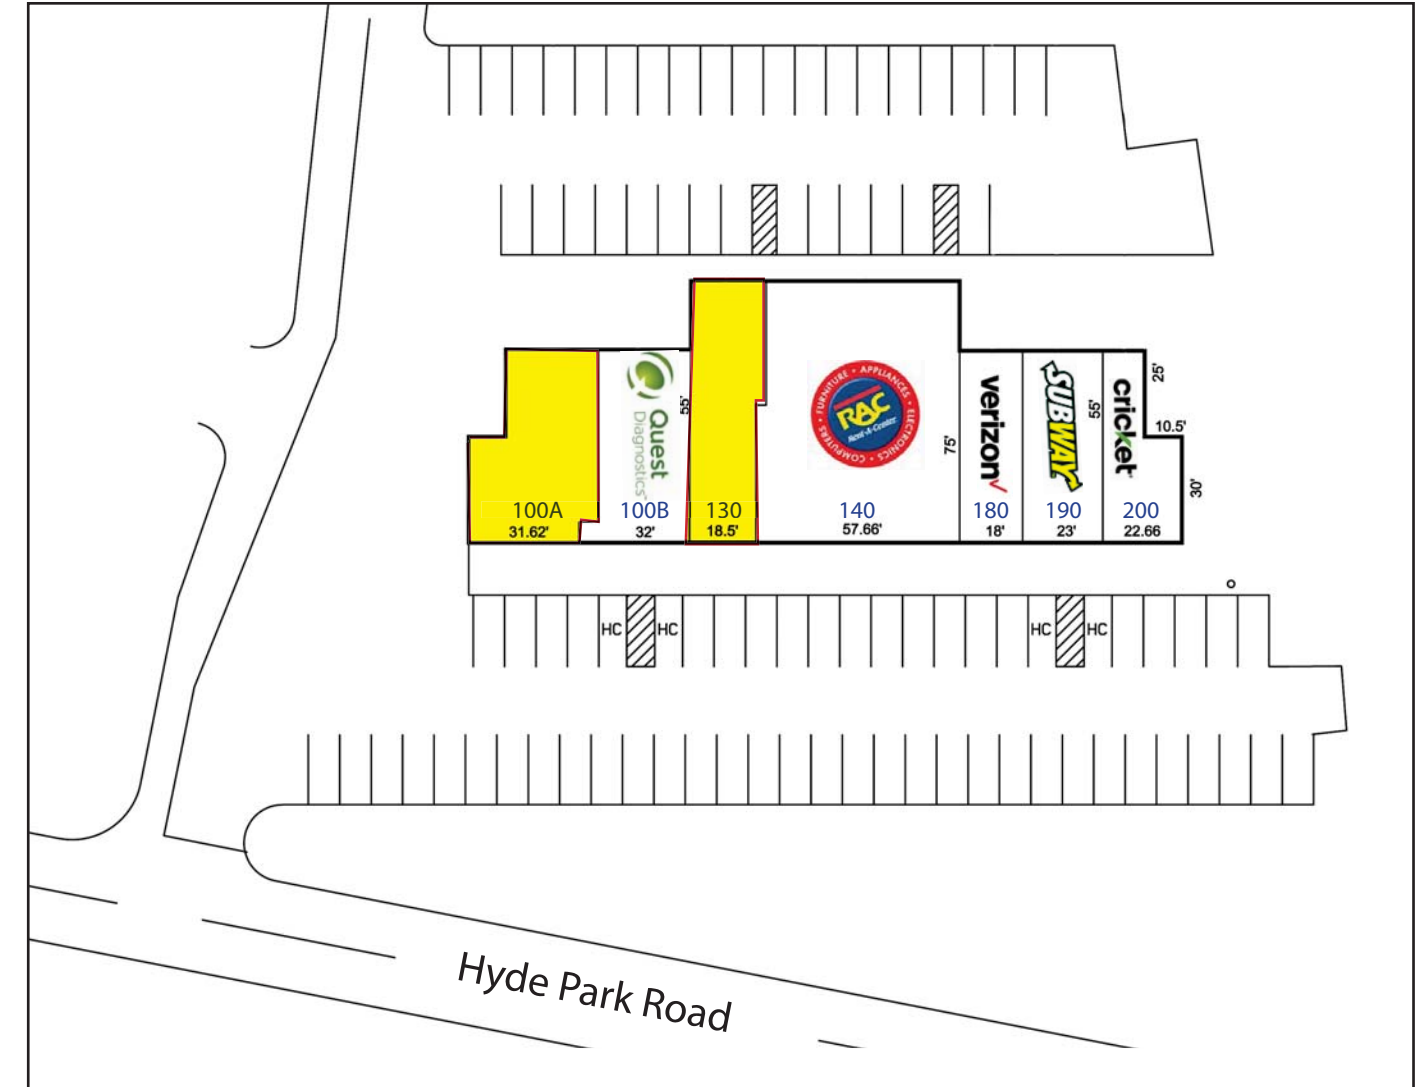 25'
10.5'
30'
55'
75'
55'
Quest
Diagnostics™
FURNITURE • APPLIANCES • ELECTRONICS • COMPUTERS •
RAC
Rent-A-Center
verizon
SUBWAY
cricket
100A
31.62'
100B
32'
130
18.5'
140
57.66'
180
18'
190
23'
200
22.66
HC
HC
HC
HC
Hyde Park Road